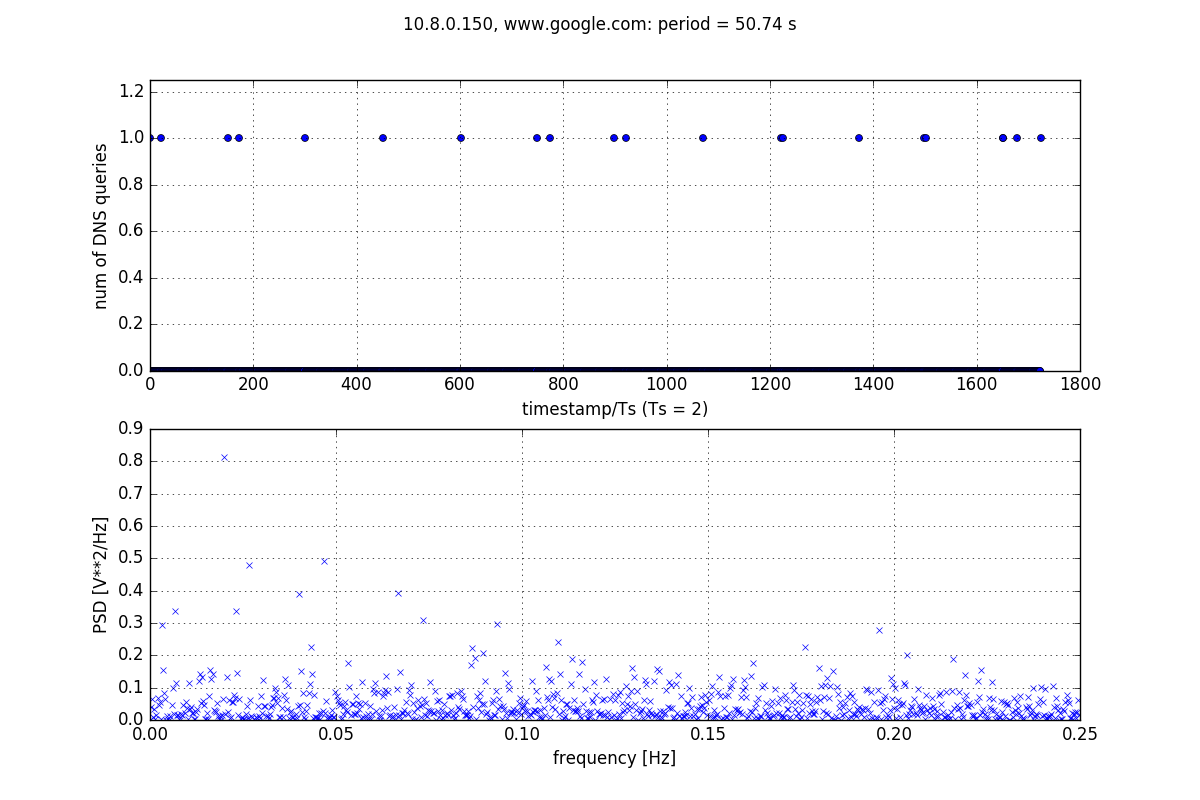 10.8.0.150, www.google.com: period = 50.74 s
1.2
1.0
0.8
0.6
0.4
0.2
0.0
num of DNS queries
0 200 400 600 800 1000 1200 1400 1600 1800
timestamp/Ts (Ts = 2)
0.9
0.8
0.7
0.6
0.5
0.4
0.3
0.2
0.1
0.0
PSD [V**2/Hz]
0.00 0.05 0.10 0.15 0.20 0.25
frequency [Hz]